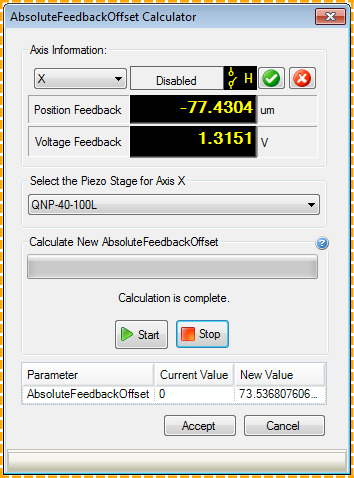 AbsoluteFeedbackOffset Calculator
Axis Information:
X Disabled H
Position Feedback -77.4304 um
Voltage Feedback 1.3151 V
Select the Piezo Stage for Axis X
QNP-40-100L
Calculate New AbsoluteFeedbackOffset
Calculation is complete.
Start Stop
Parameter Current Value New Value
AbsoluteFeedbackOffset 0 73.536807606...
Accept Cancel